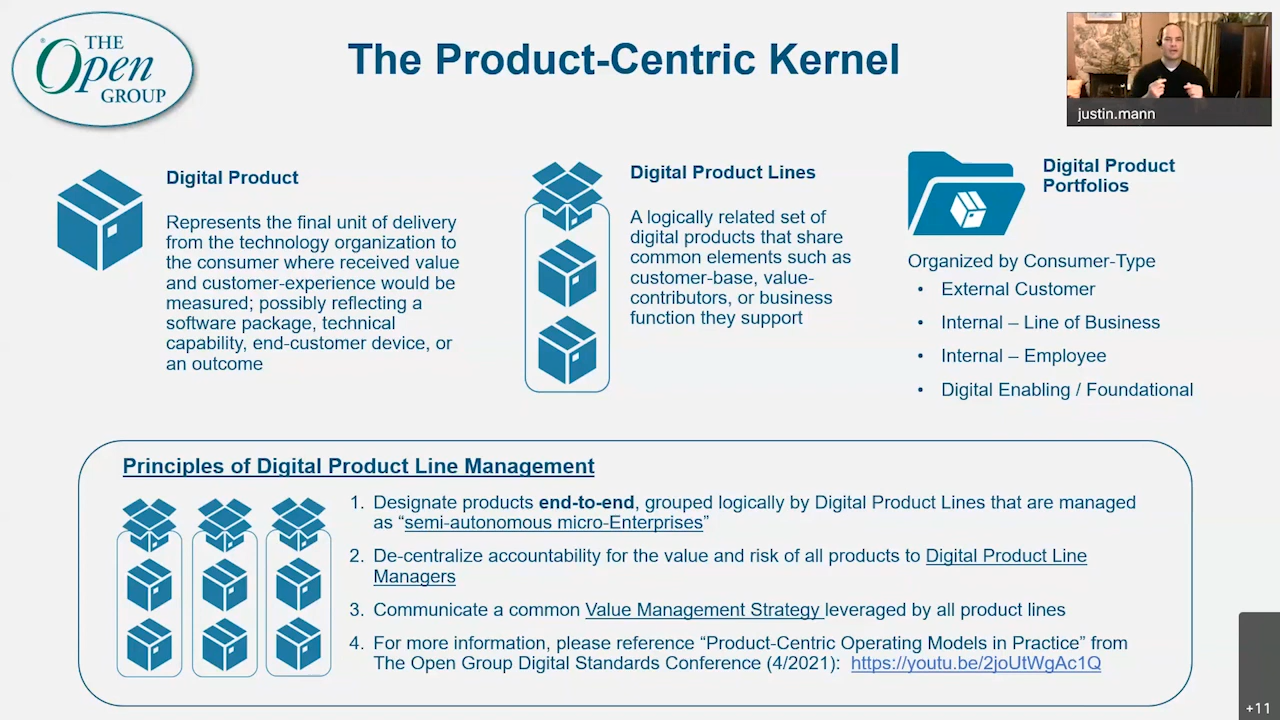 THE
Open
GROUP
®
The Product-Centric Kernel
justin.mann
Digital Product
Represents the final unit of delivery
from the technology organization to
the consumer where received value
and customer-experience would be
measured; possibly reflecting a
software package, technical
capability, end-customer device, or
an outcome
Digital Product Lines
A logically related set of
digital products that share
common elements such as
customer-base, value-
contributors, or business
function they support
Digital Product
Portfolios
Organized by Consumer-Type
• External Customer
• Internal – Line of Business
• Internal – Employee
• Digital Enabling / Foundational
Principles of Digital Product Line Management
1. Designate products end-to-end, grouped logically by Digital Product Lines that are managed
as “semi-autonomous micro-Enterprises”
2. De-centralize accountability for the value and risk of all products to Digital Product Line
Managers
3. Communicate a common Value Management Strategy leveraged by all product lines
4. For more information, please reference “Product-Centric Operating Models in Practice” from
The Open Group Digital Standards Conference (4/2021): https://youtu.be/2joUtWgAc1Q
+11